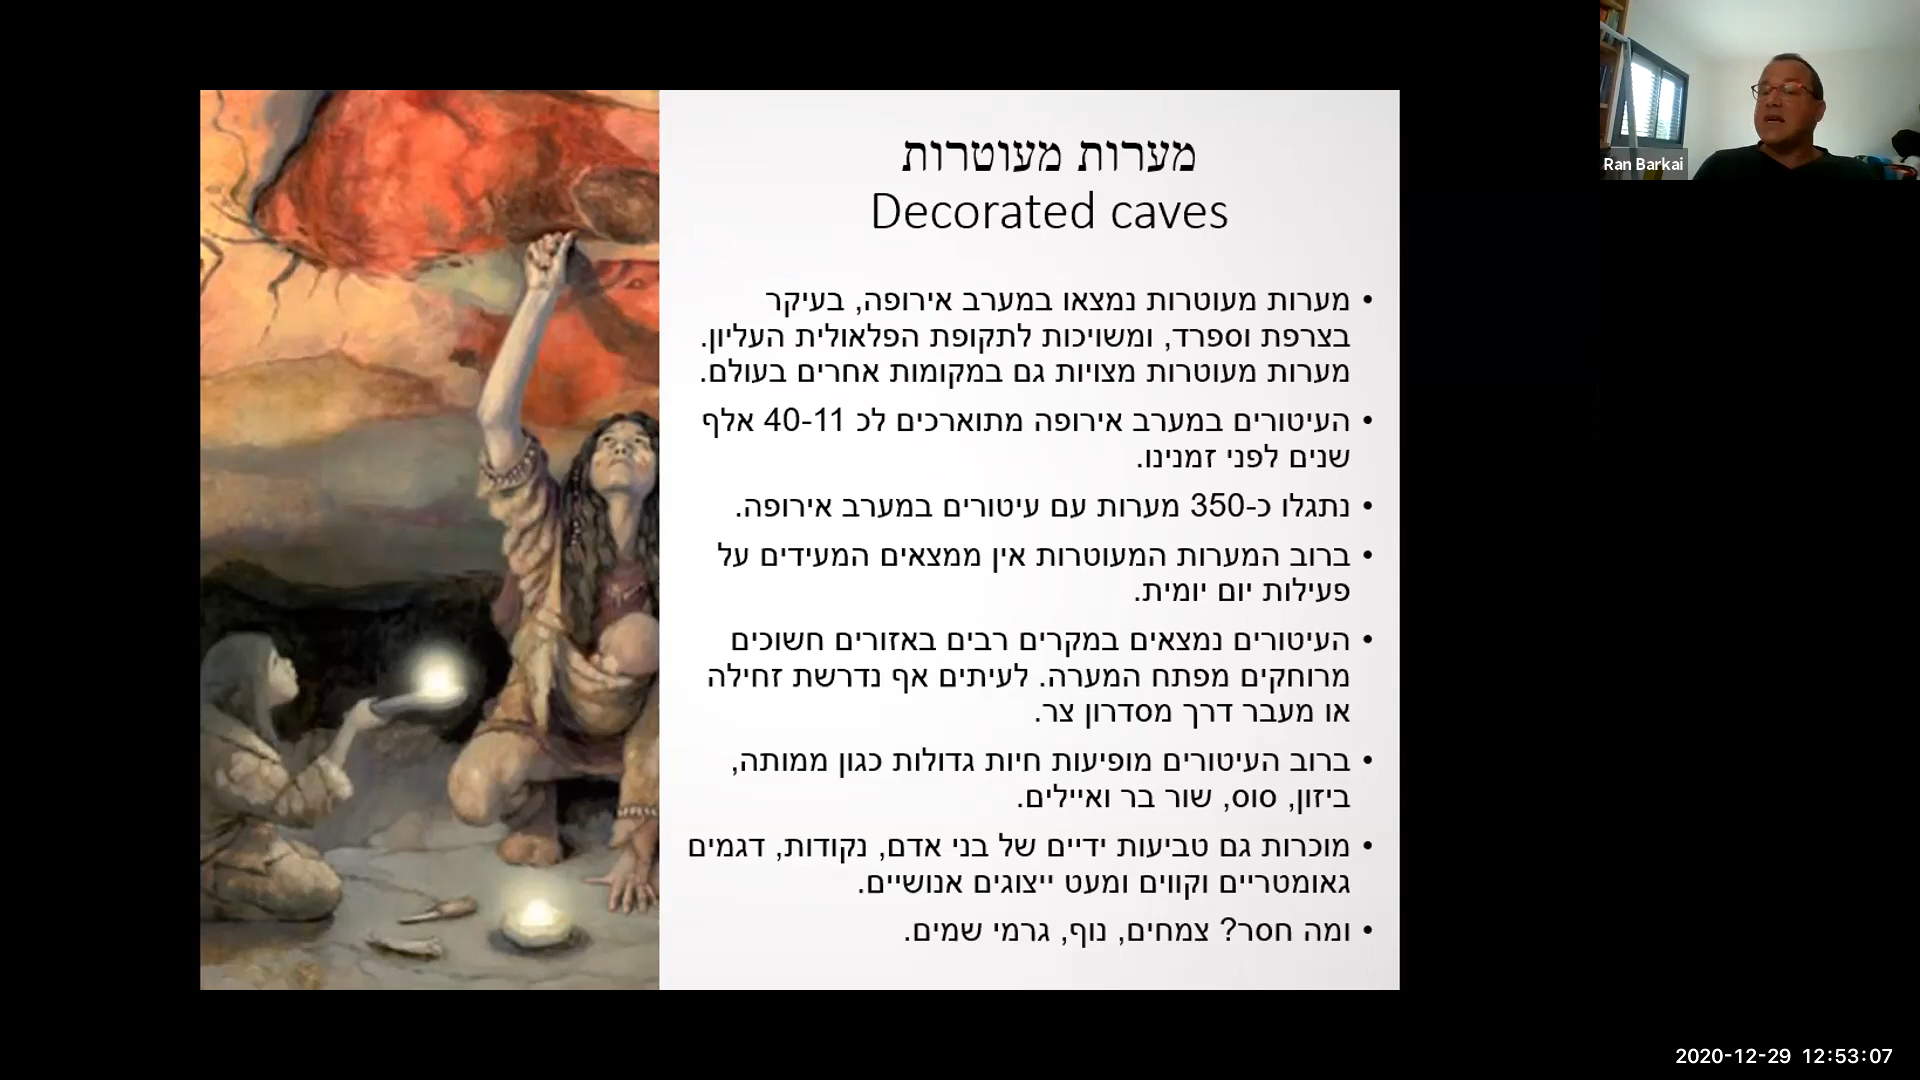 מערות מעוטרות
Decorated caves
• מערות מעוטרות נמצאו במערב אירופה, בעיקר
בצרפת וספרד, ומשויכות לתקופת הפלאולית העליון.
מערות מעוטרות מצויות גם במקומות אחרים בעולם.
• העיטורים במערב אירופה מתוארכים לכ 40-11 אלף
שנים לפני זמנינו.
• נתגלו כ-350 מערות עם עיטורים במערב אירופה.
• ברוב המערות המעוטרות אין ממצאים המעידים על
פעילות יום יומית.
• העיטורים נמצאים במקרים רבים באזורים חשוכים
מרוחקים מפתח המערה. לעיתים אף נדרשת זחילה
או מעבר דרך מסדרון צר.
• ברוב העיטורים מופיעות חיות גדולות כגון ממותה,
ביזון, סוס, שור בר ואיילים.
• מוכרות גם טביעות ידיים של בני אדם, נקודות, דגמים
גאומטריים וקווים ומעט ייצוגים אנושיים.
• ומה חסר? צמחים, נוף, גרמי שמים.
Ran Barkai
2020-12-29 12:53:07